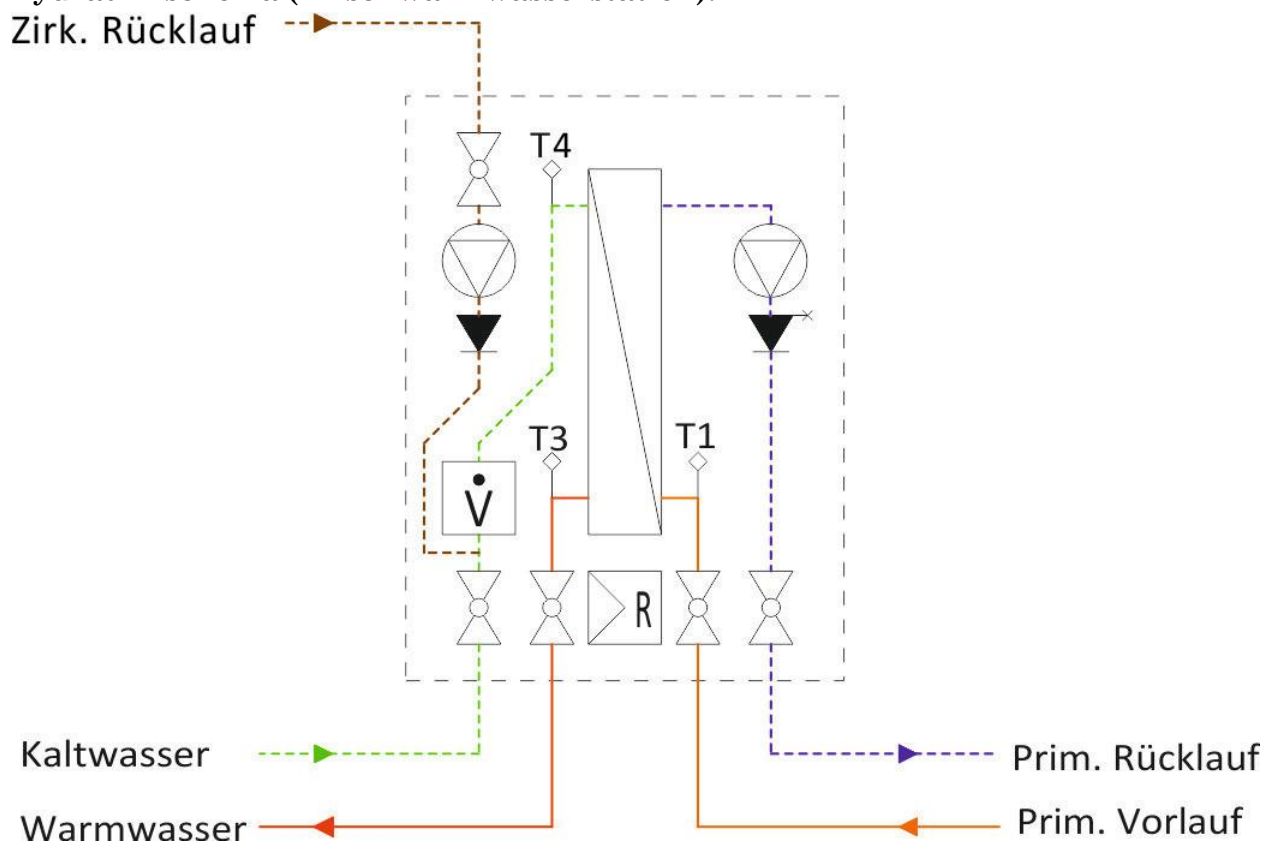 Zirk. Rücklauf
T4
T3
T1
V̇
R
Kaltwasser
Prim. Rücklauf
Warmwasser
Prim. Vorlauf